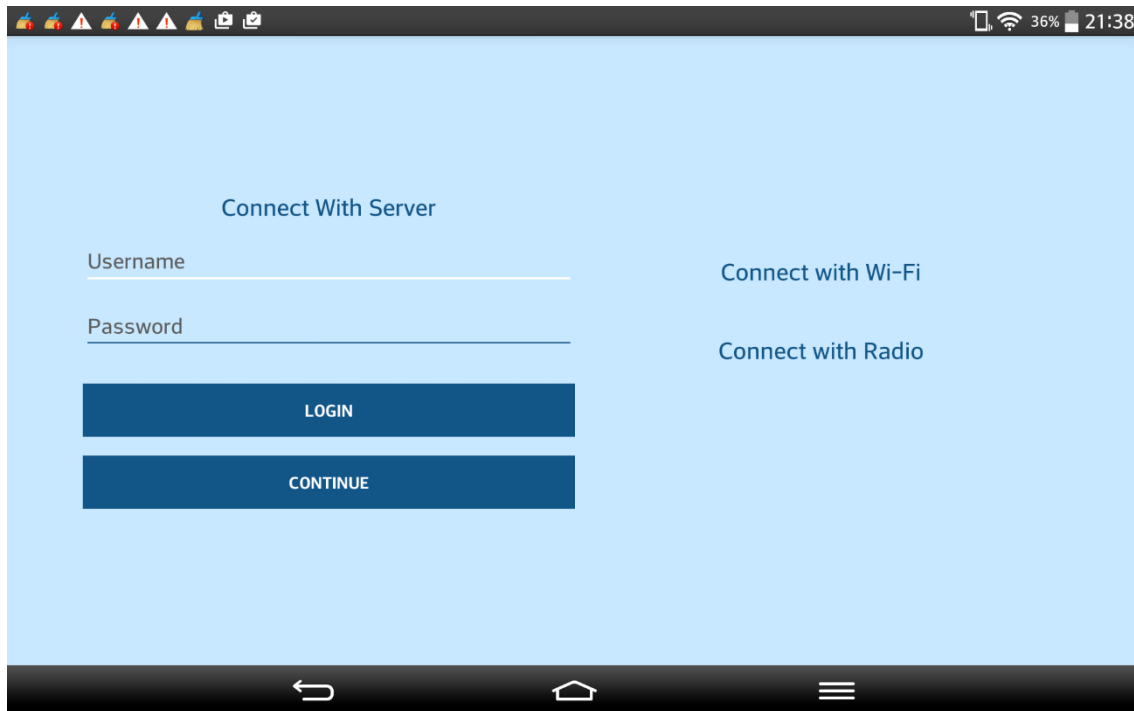 36% 21:38
Connect With Server
Username
Password
LOGIN
CONTINUE
Connect with Wi-Fi
Connect with Radio